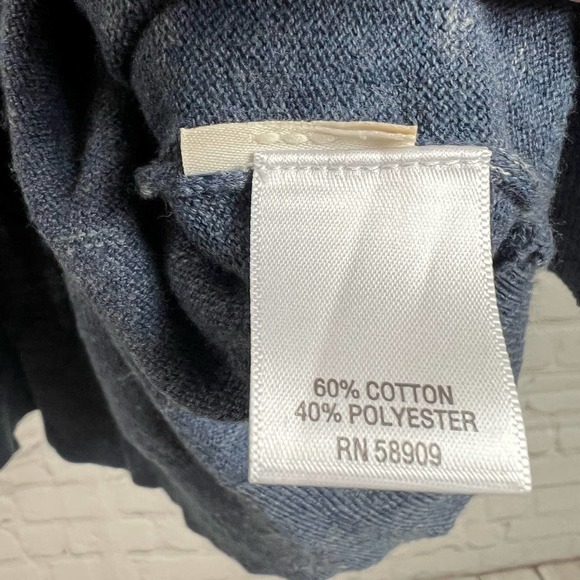 60% COTTON
40% POLYESTER
RN 58909